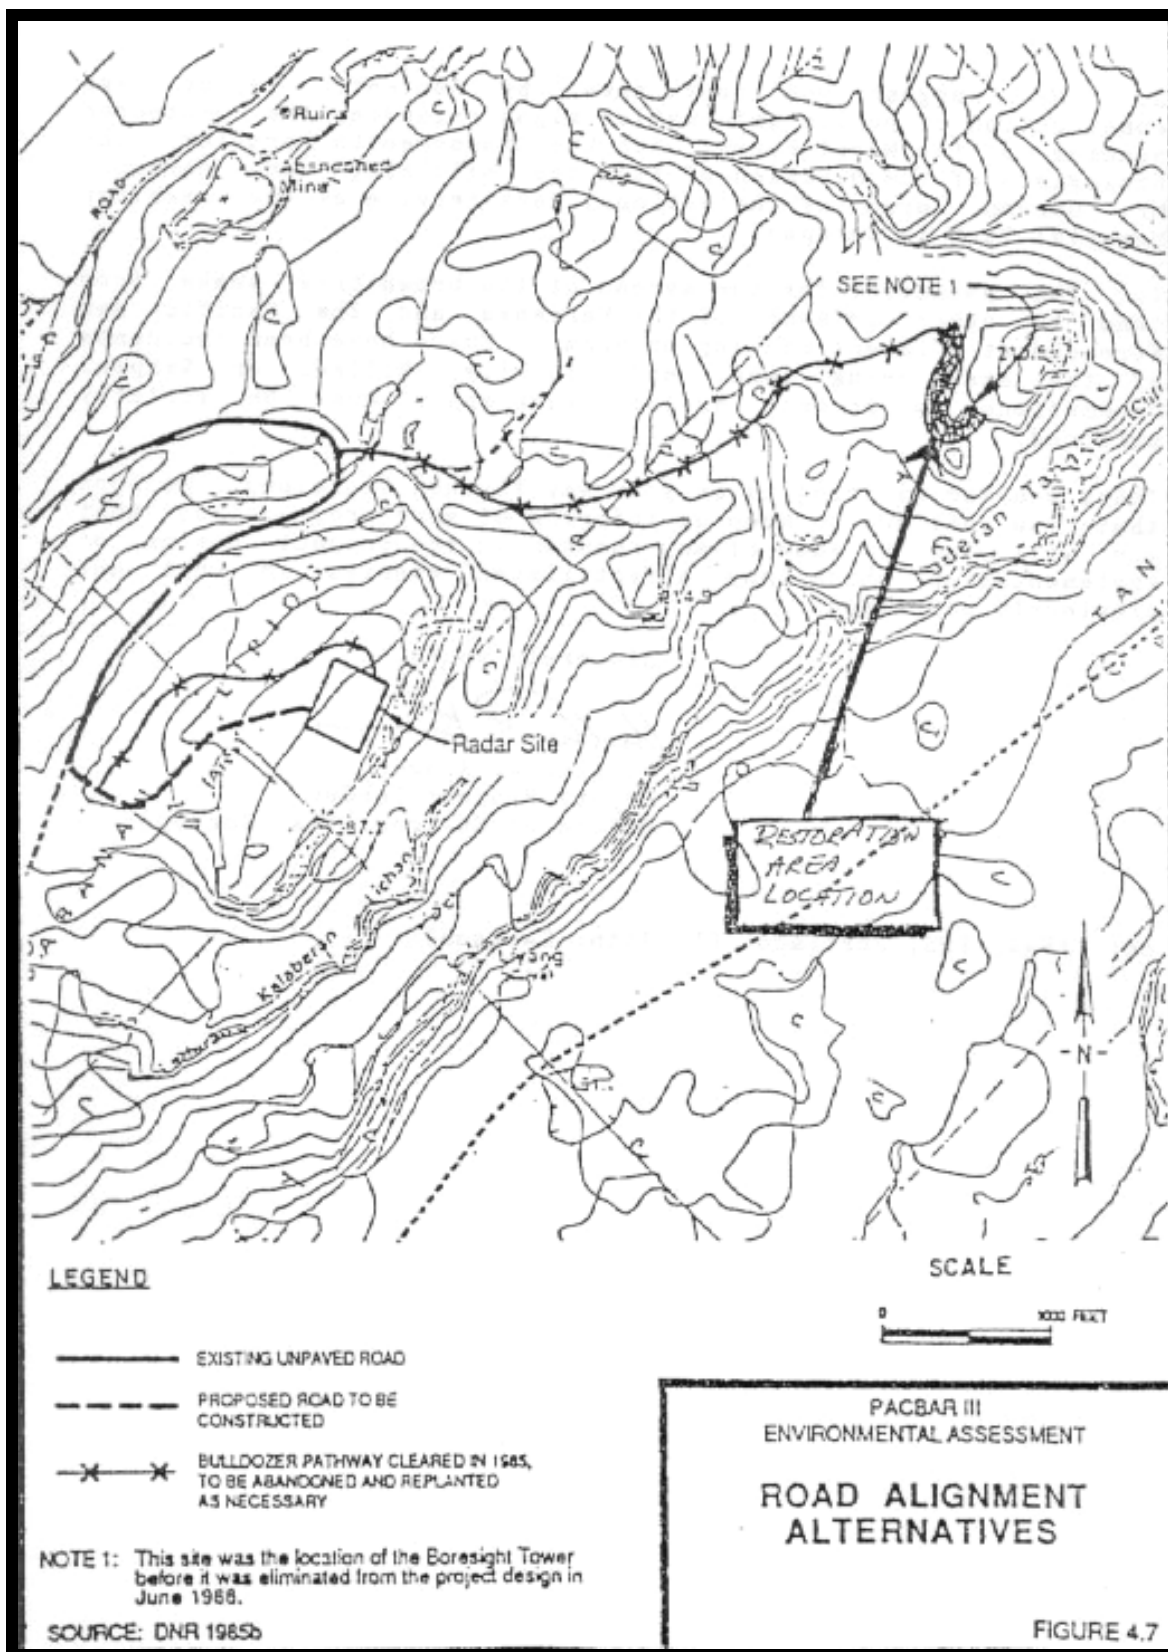 Ruins
Abandoned
Mine
ROAD
SEE NOTE 1
Radar Site
Kalabera
Lichan
RESTORATION
AREA
LOCATION
-N-
LEGEND
EXISTING UNPAVED ROAD
PROPOSED ROAD TO BE
CONSTRUCTED
BULLDOZER PATHWAY CLEARED IN 1985,
TO BE ABANDONED AND REPLANTED
AS NECESSARY
NOTE 1: This site was the location of the Boresight Tower
before it was eliminated from the project design in
June 1986.
SOURCE: DNR 1985b
SCALE
0 1000 FEET
PACBAR III
ENVIRONMENTAL ASSESSMENT
ROAD ALIGNMENT
ALTERNATIVES
FIGURE 4.7